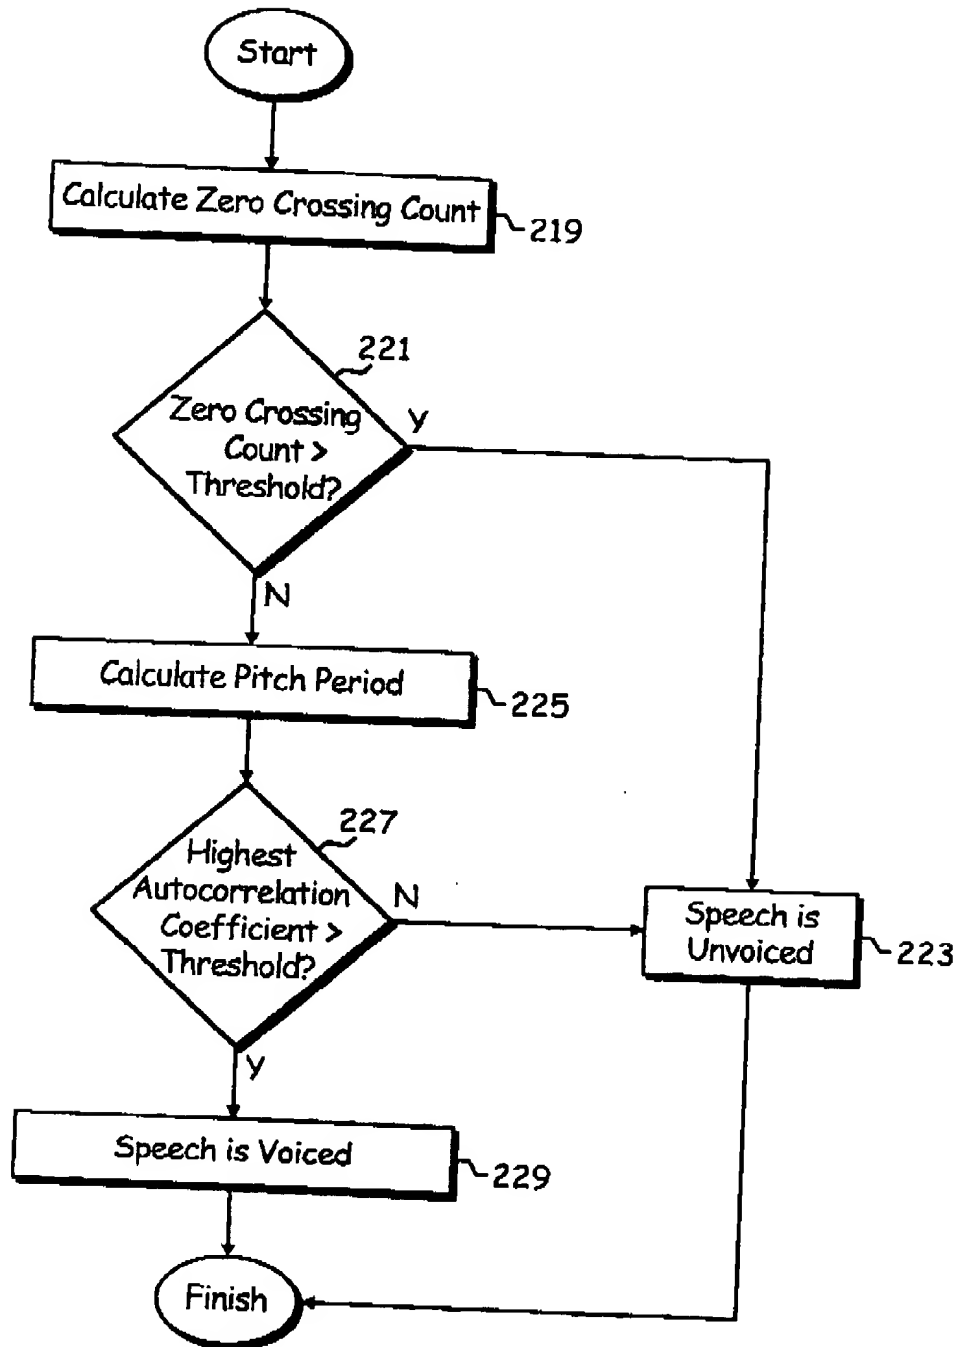 Start
Calculate Zero Crossing Count
219
221
Zero Crossing
Count >
Threshold?
Y
N
Calculate Pitch Period
225
227
Highest
Autocorrelation
Coefficient >
Threshold?
N
Y
Speech is
Unvoiced
223
Speech is Voiced
229
Finish